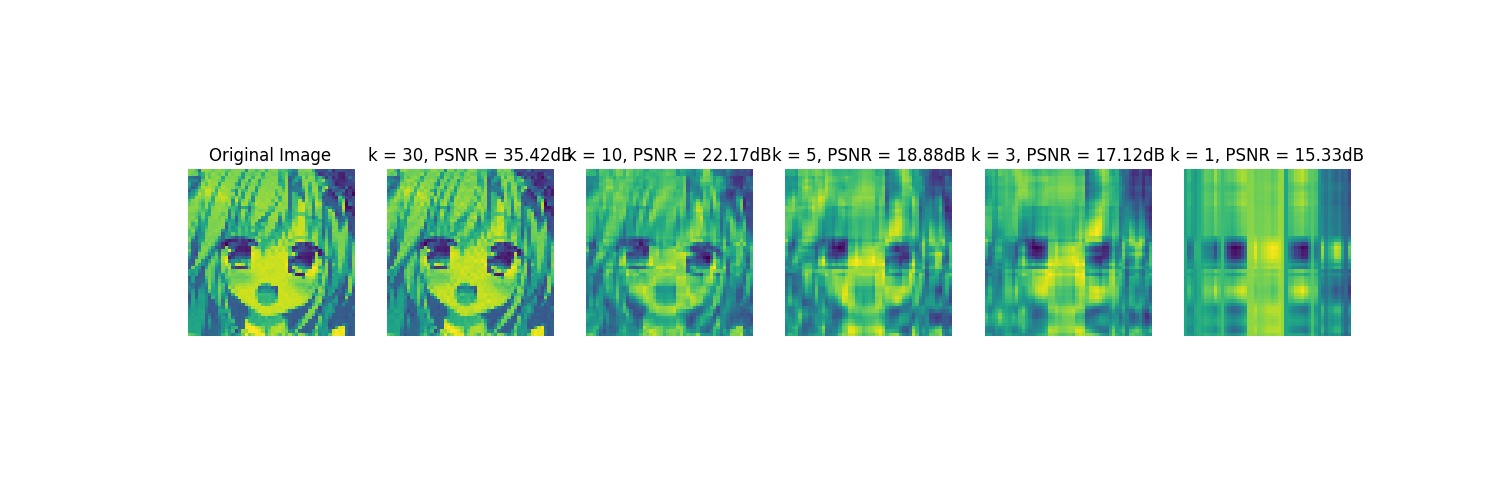 Original Image
k = 30, PSNR = 35.42dB
k = 10, PSNR = 22.17dB
k = 5, PSNR = 18.88dB
k = 3, PSNR = 17.12dB
k = 1, PSNR = 15.33dB